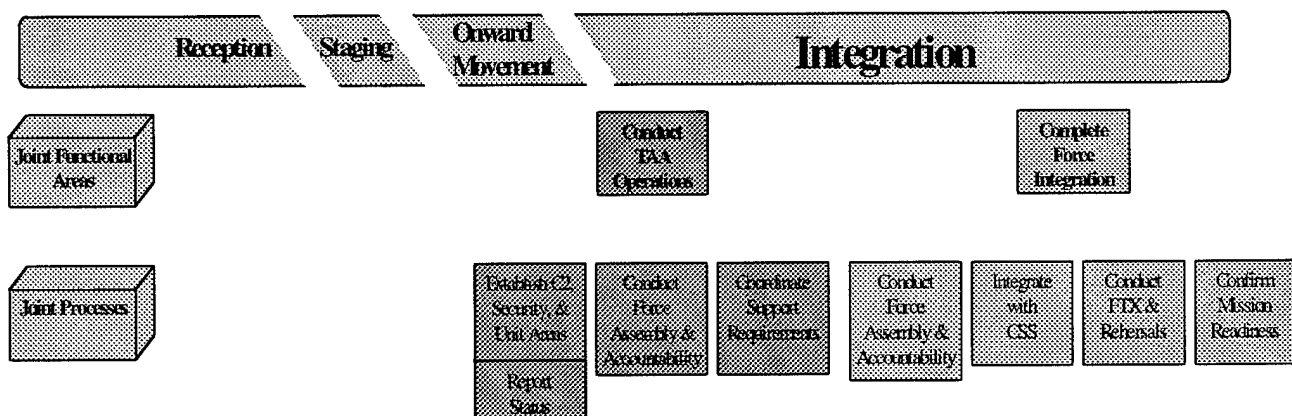 Reception
Staging
Onward
Movement
Integration
Joint Functional
Areas
Conduct
TAA
Operations
Complete
Force
Integration
Joint Processes
Establish C2,
Security, &
Unit Areas
Report
Status
Conduct
Force
Assembly &
Accountability
Coordinate
Support
Requirements
Conduct
Force
Assembly &
Accountability
Integrate
with
CSS
Conduct
FTX &
Rehersals
Confirm
Mission
Readiness